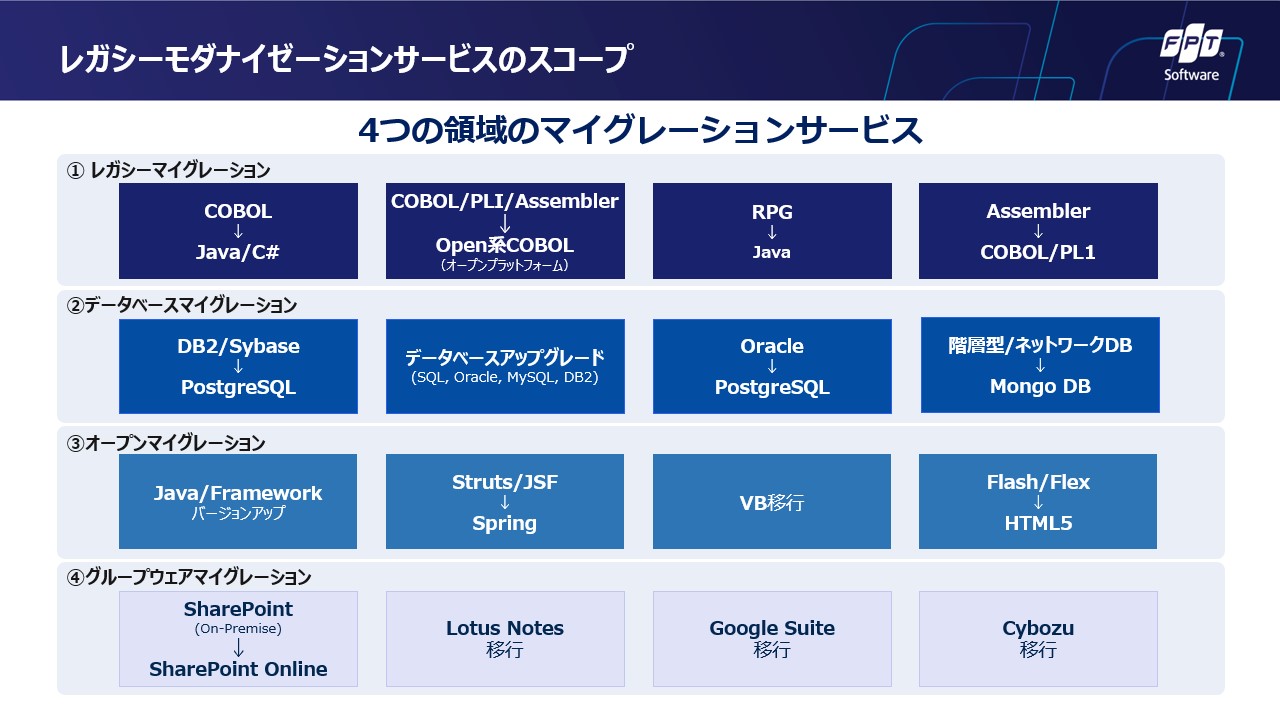 レガシーモダナイゼーションサービスのスコープ
FPT
Software
4つの領域のマイグレーションサービス
① レガシーマイグレーション
COBOL
↓
Java/C#
COBOL/PLI/Assembler
↓
Open系COBOL
(オープンプラットフォーム)
RPG
↓
Java
Assembler
↓
COBOL/PL1
②データベースマイグレーション
DB2/Sybase
↓
PostgreSQL
データベースアップグレード
(SQL, Oracle, MySQL, DB2)
Oracle
↓
PostgreSQL
階層型/ネットワークDB
↓
Mongo DB
③オープンマイグレーション
Java/Framework
バージョンアップ
Struts/JSF
↓
Spring
VB移行
Flash/Flex
↓
HTML5
④グループウェアマイグレーション
SharePoint
(On-Premise)
↓
SharePoint Online
Lotus Notes
移行
Google Suite
移行
Cybozu
移行